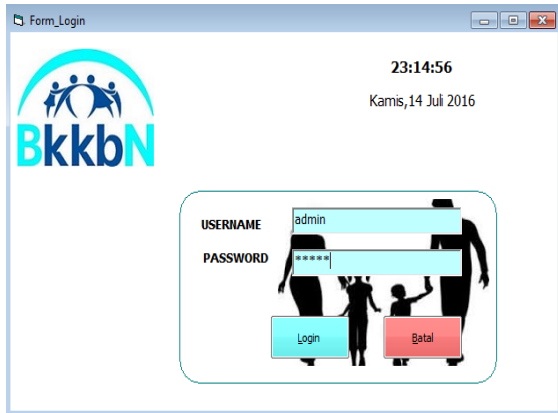 Form_Login
23:14:56
Kamis,14 Juli 2016
BkkbN
USERNAME
admin
PASSWORD
*****
Login
Batal